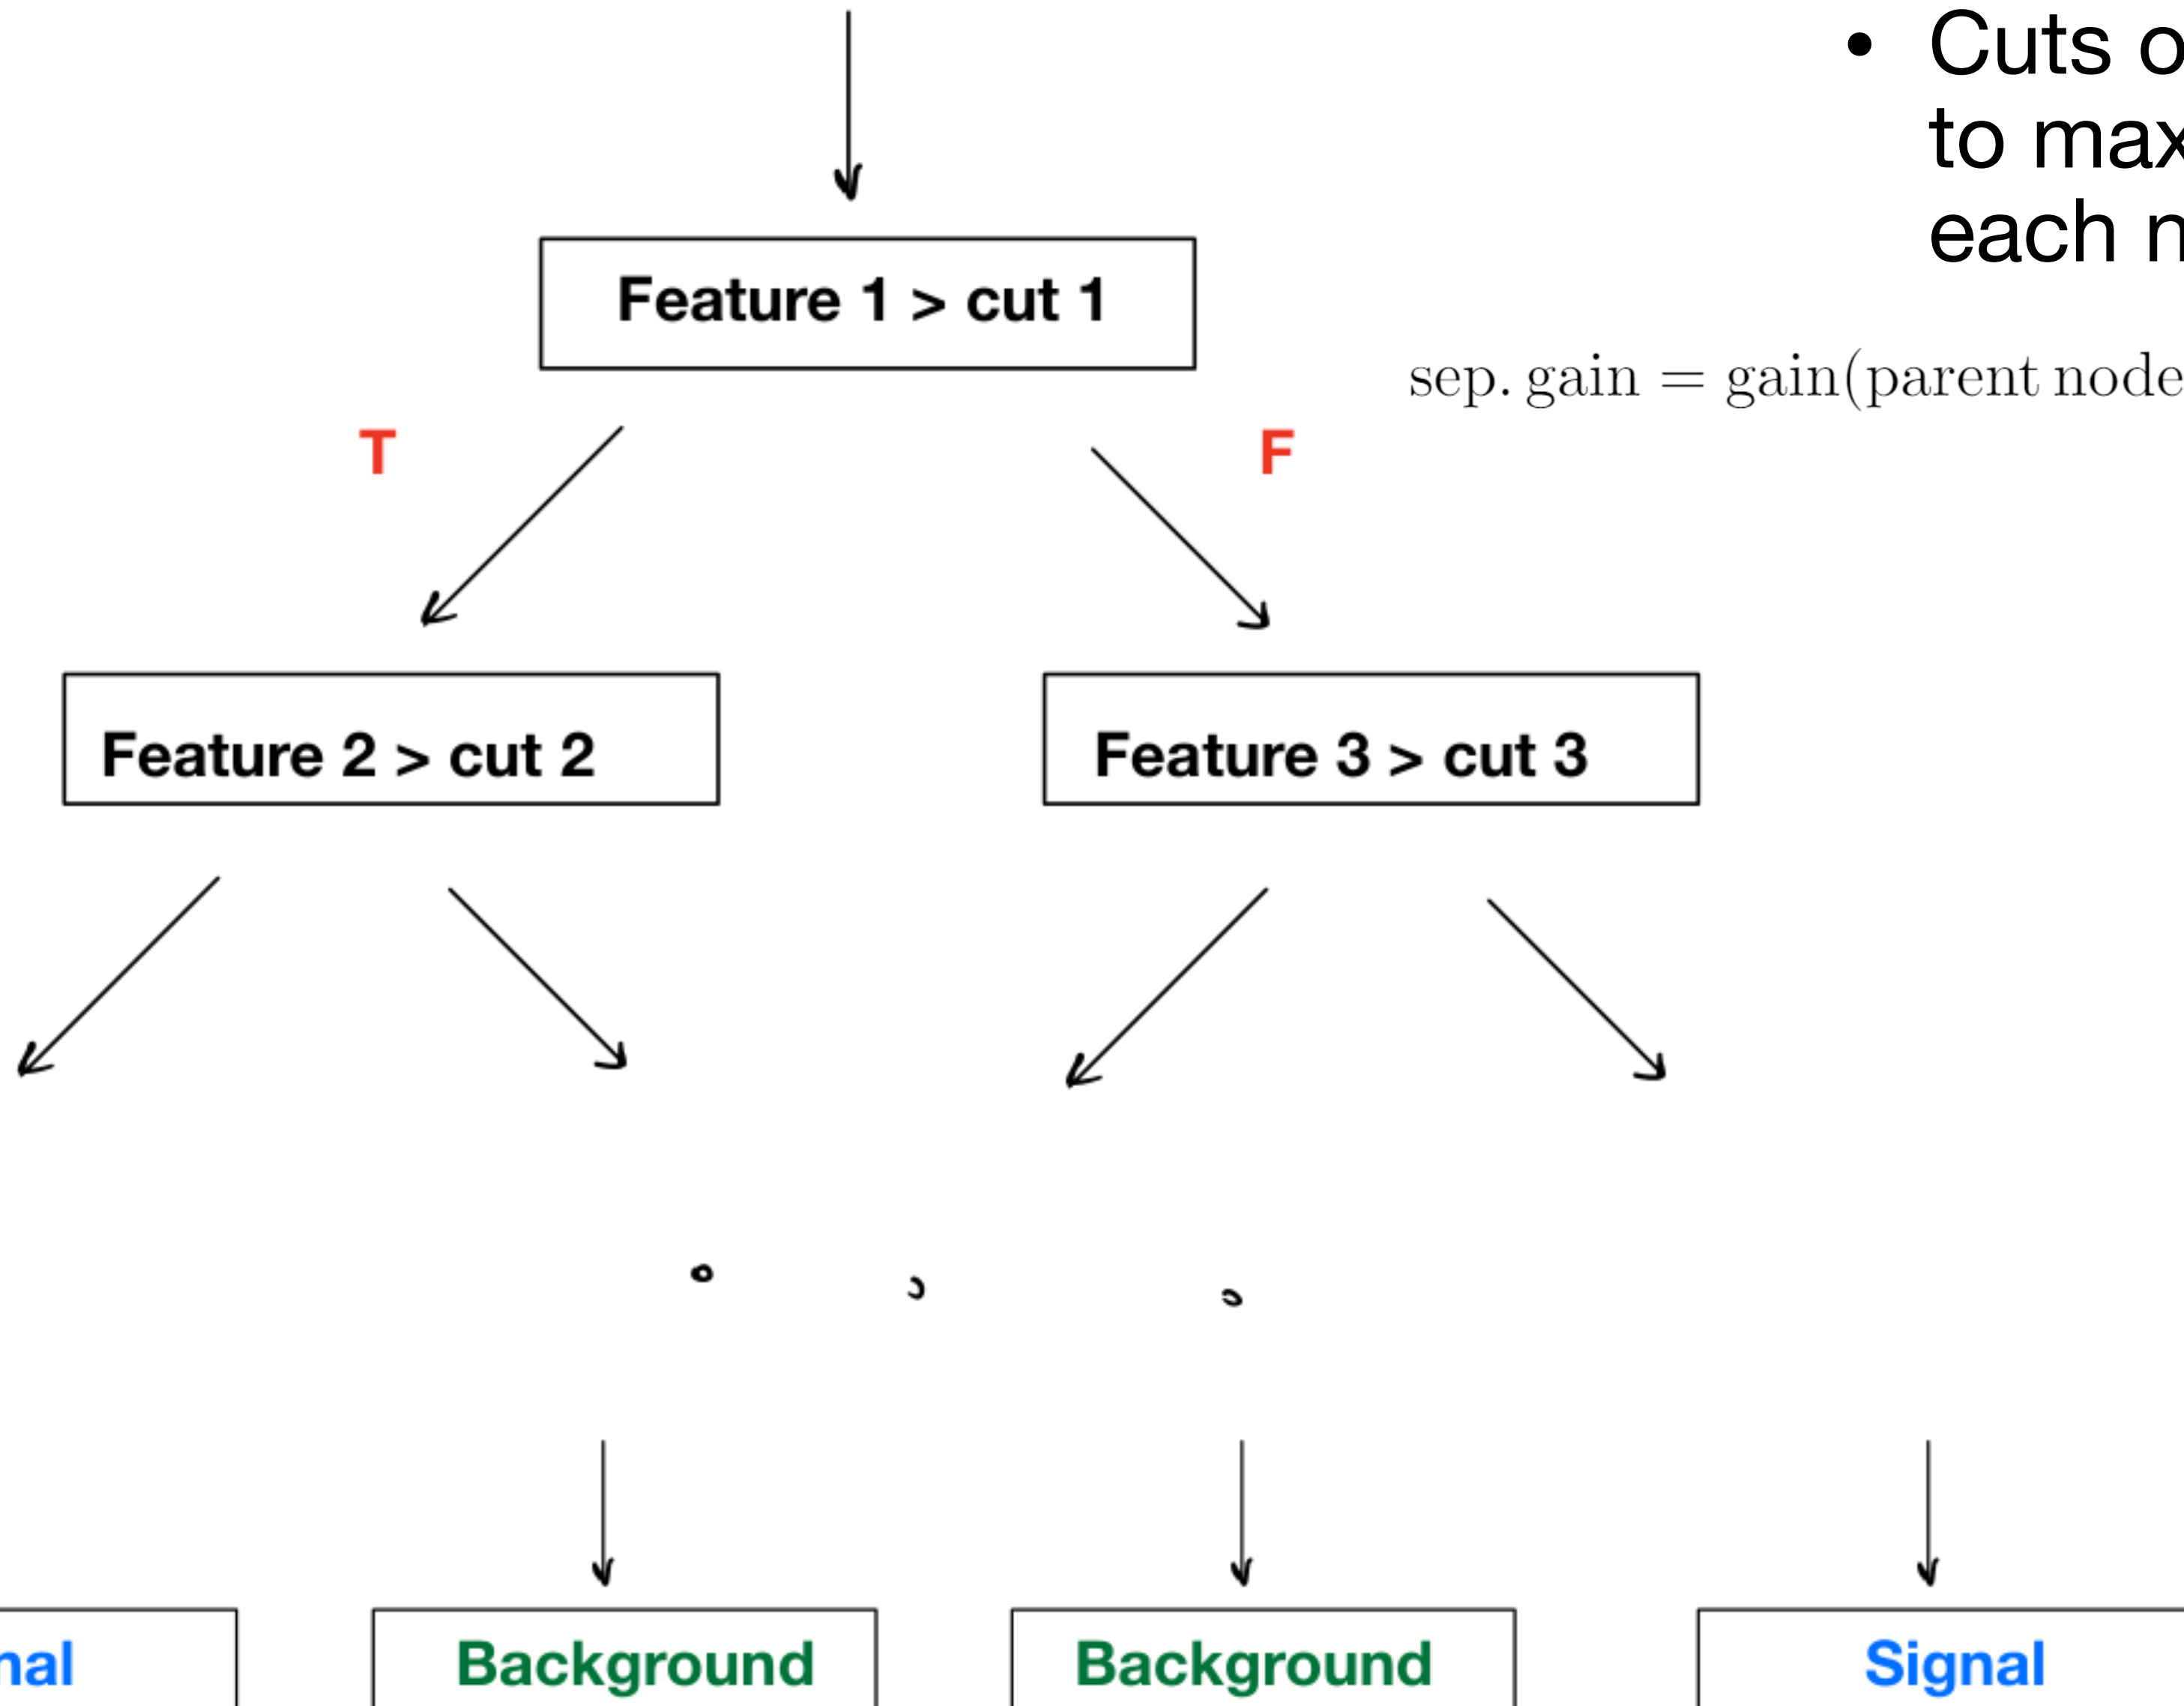 • Cuts o
to max
each n
Feature 1 > cut 1
sep. gain = gain(parent node
T
F
Feature 2 > cut 2
Feature 3 > cut 3
nal
Background
Background
Signal